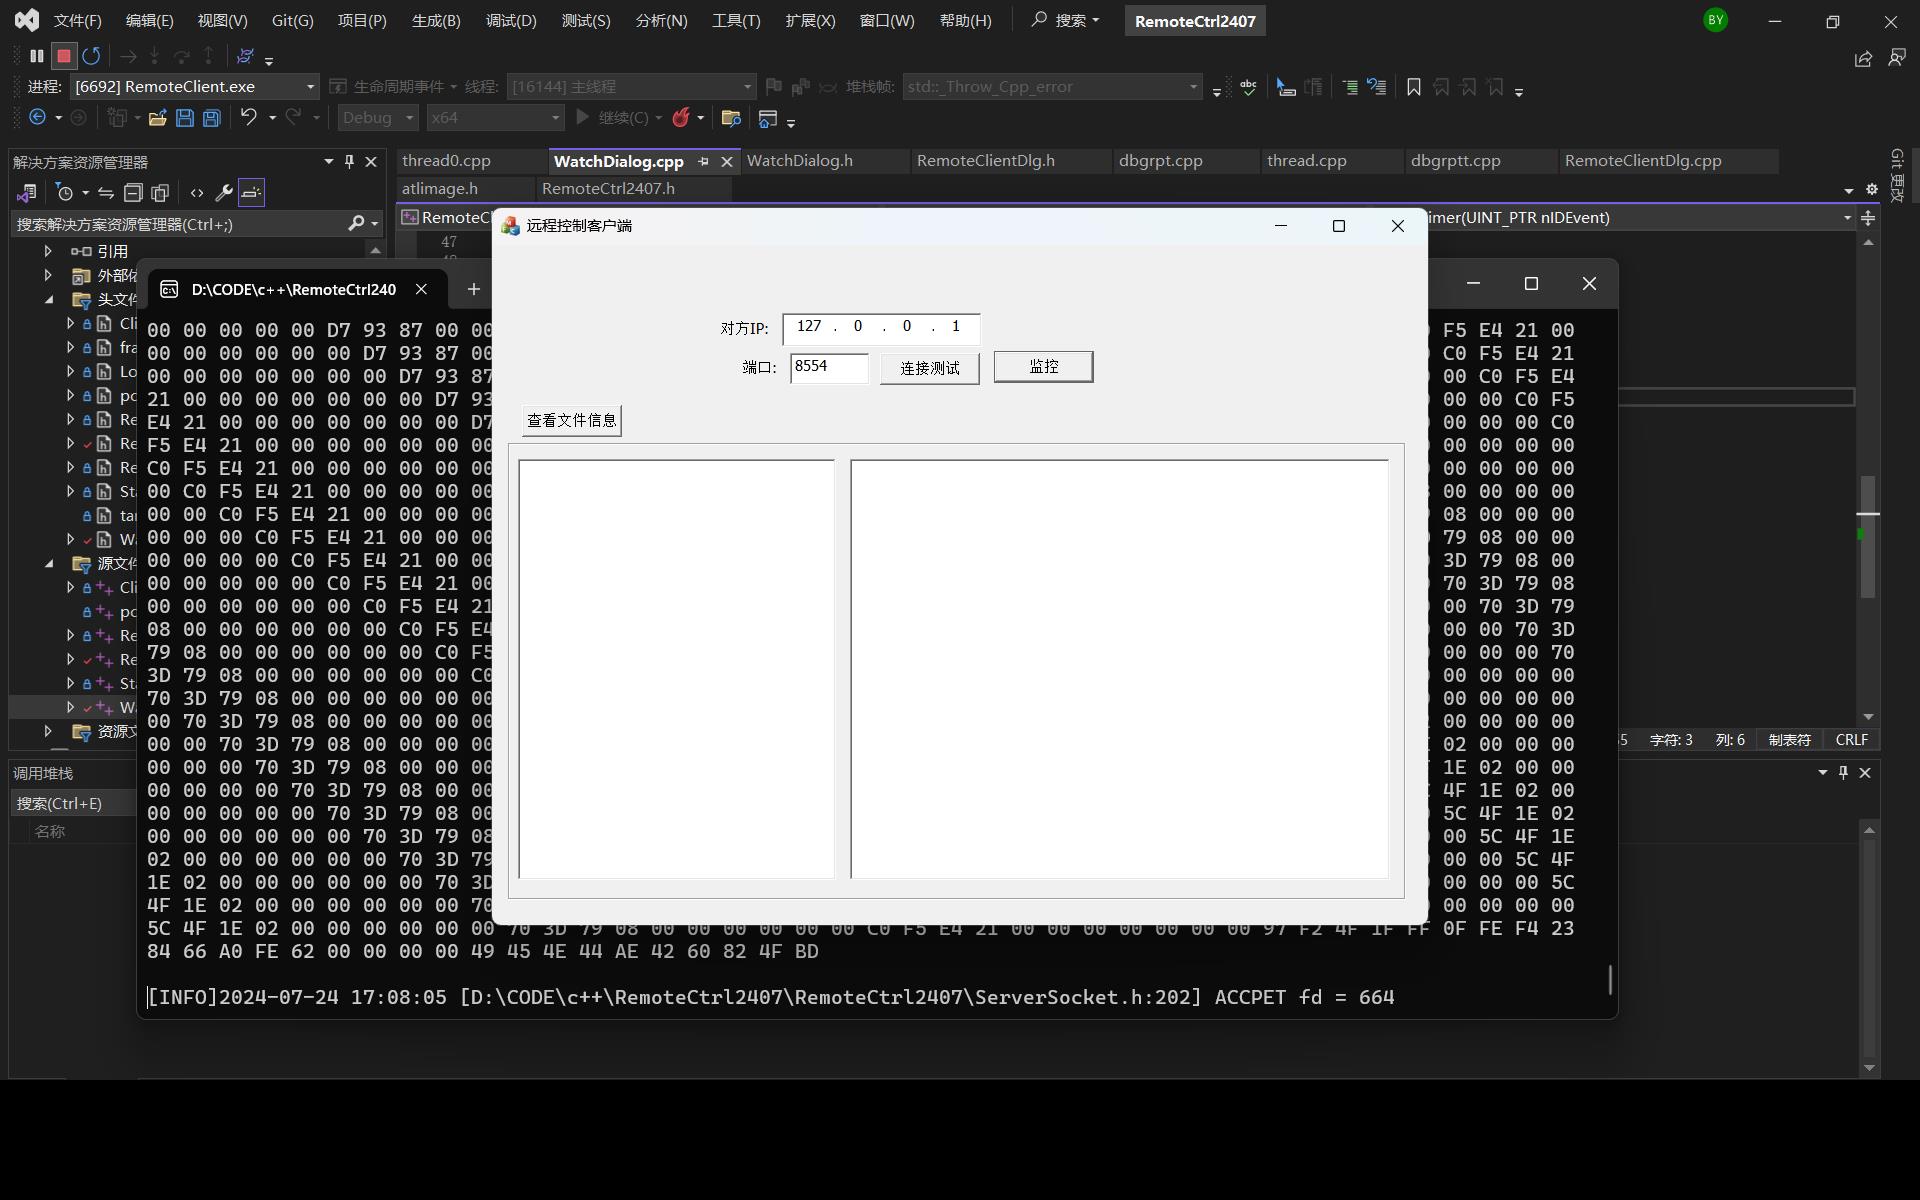 文件(F) 编辑(E) 视图(V) Git(G) 项目(P) 生成(B) 调试(D) 测试(S) 分析(N) 工具(T) 扩展(X) 窗口(W) 帮助(H) 搜索 RemoteCtrl2407 BY
进程: [6692] RemoteClient.exe 生命周期事件 线程: [16144] 主线程 堆栈帧: std::_Throw_Cpp_error
Debug x64 继续(C)
解决方案资源管理器
搜索解决方案资源管理器(Ctrl+;)
引用
头文件
源文件
thread0.cpp WatchDialog.cpp WatchDialog.h RemoteClientDlg.h dbgrpt.cpp thread.cpp dbgrptt.cpp RemoteClientDlg.cpp
atlimage.h RemoteCtrl2407.h
Git 更改
imer(UINT_PTR nIDEvent)
47
远程控制客户端
D:\CODE\c++\RemoteCtrl240
对方IP: 127 . 0 . 0 . 1
端口: 8554 连接测试 监控
查看文件信息
00 00 00 00 00 D7 93 87 00 00 F5 E4 21 00
00 00 00 00 00 00 D7 93 87 00 C0 F5 E4 21
00 00 00 00 00 00 00 D7 93 87 00 C0 F5 E4
21 00 00 00 00 00 00 00 D7 93 00 00 C0 F5
E4 21 00 00 00 00 00 00 00 D7 00 00 00 C0
F5 E4 21 00 00 00 00 00 00 00 00 00 00 00
C0 F5 E4 21 00 00 00 00 00 00 00 00 00 00
00 C0 F5 E4 21 00 00 00 00 00 00 00 00 00
00 00 C0 F5 E4 21 00 00 00 00 08 00 00 00
00 00 00 C0 F5 E4 21 00 00 00 79 08 00 00
00 00 00 00 C0 F5 E4 21 00 00 3D 79 08 00
00 00 00 00 00 C0 F5 E4 21 00 70 3D 79 08
00 00 00 00 00 00 C0 F5 E4 21 00 70 3D 79
08 00 00 00 00 00 00 C0 F5 E4 00 00 70 3D
79 08 00 00 00 00 00 00 C0 F5 00 00 00 70
3D 79 08 00 00 00 00 00 00 C0 00 00 00 00
70 3D 79 08 00 00 00 00 00 00 00 00 00 00
00 70 3D 79 08 00 00 00 00 00 00 00 00 00
00 00 70 3D 79 08 00 00 00 00 02 00 00 00
00 00 00 70 3D 79 08 00 00 00 1E 02 00 00
00 00 00 00 70 3D 79 08 00 00 4F 1E 02 00
00 00 00 00 00 70 3D 79 08 00 5C 4F 1E 02
00 00 00 00 00 00 70 3D 79 08 00 5C 4F 1E
02 00 00 00 00 00 00 70 3D 79 00 00 5C 4F
1E 02 00 00 00 00 00 00 70 3D 00 00 00 5C
4F 1E 02 00 00 00 00 00 00 70 00 00 00 00
5C 4F 1E 02 00 00 00 00 00 00 70 3D 79 08 00 00 00 00 00 00 C0 F5 E4 21 00 00 00 00 00 00 00 97 F2 4F 1F FF 0F FE F4 23
84 66 A0 FE 62 00 00 00 00 49 45 4E 44 AE 42 60 82 4F BD
[INFO]2024-07-24 17:08:05 [D:\CODE\c++\RemoteCtrl2407\RemoteCtrl2407\ServerSocket.h:202] ACCPET fd = 664
字符: 3 列: 6 制表符 CRLF
调用堆栈
搜索(Ctrl+E)
名称